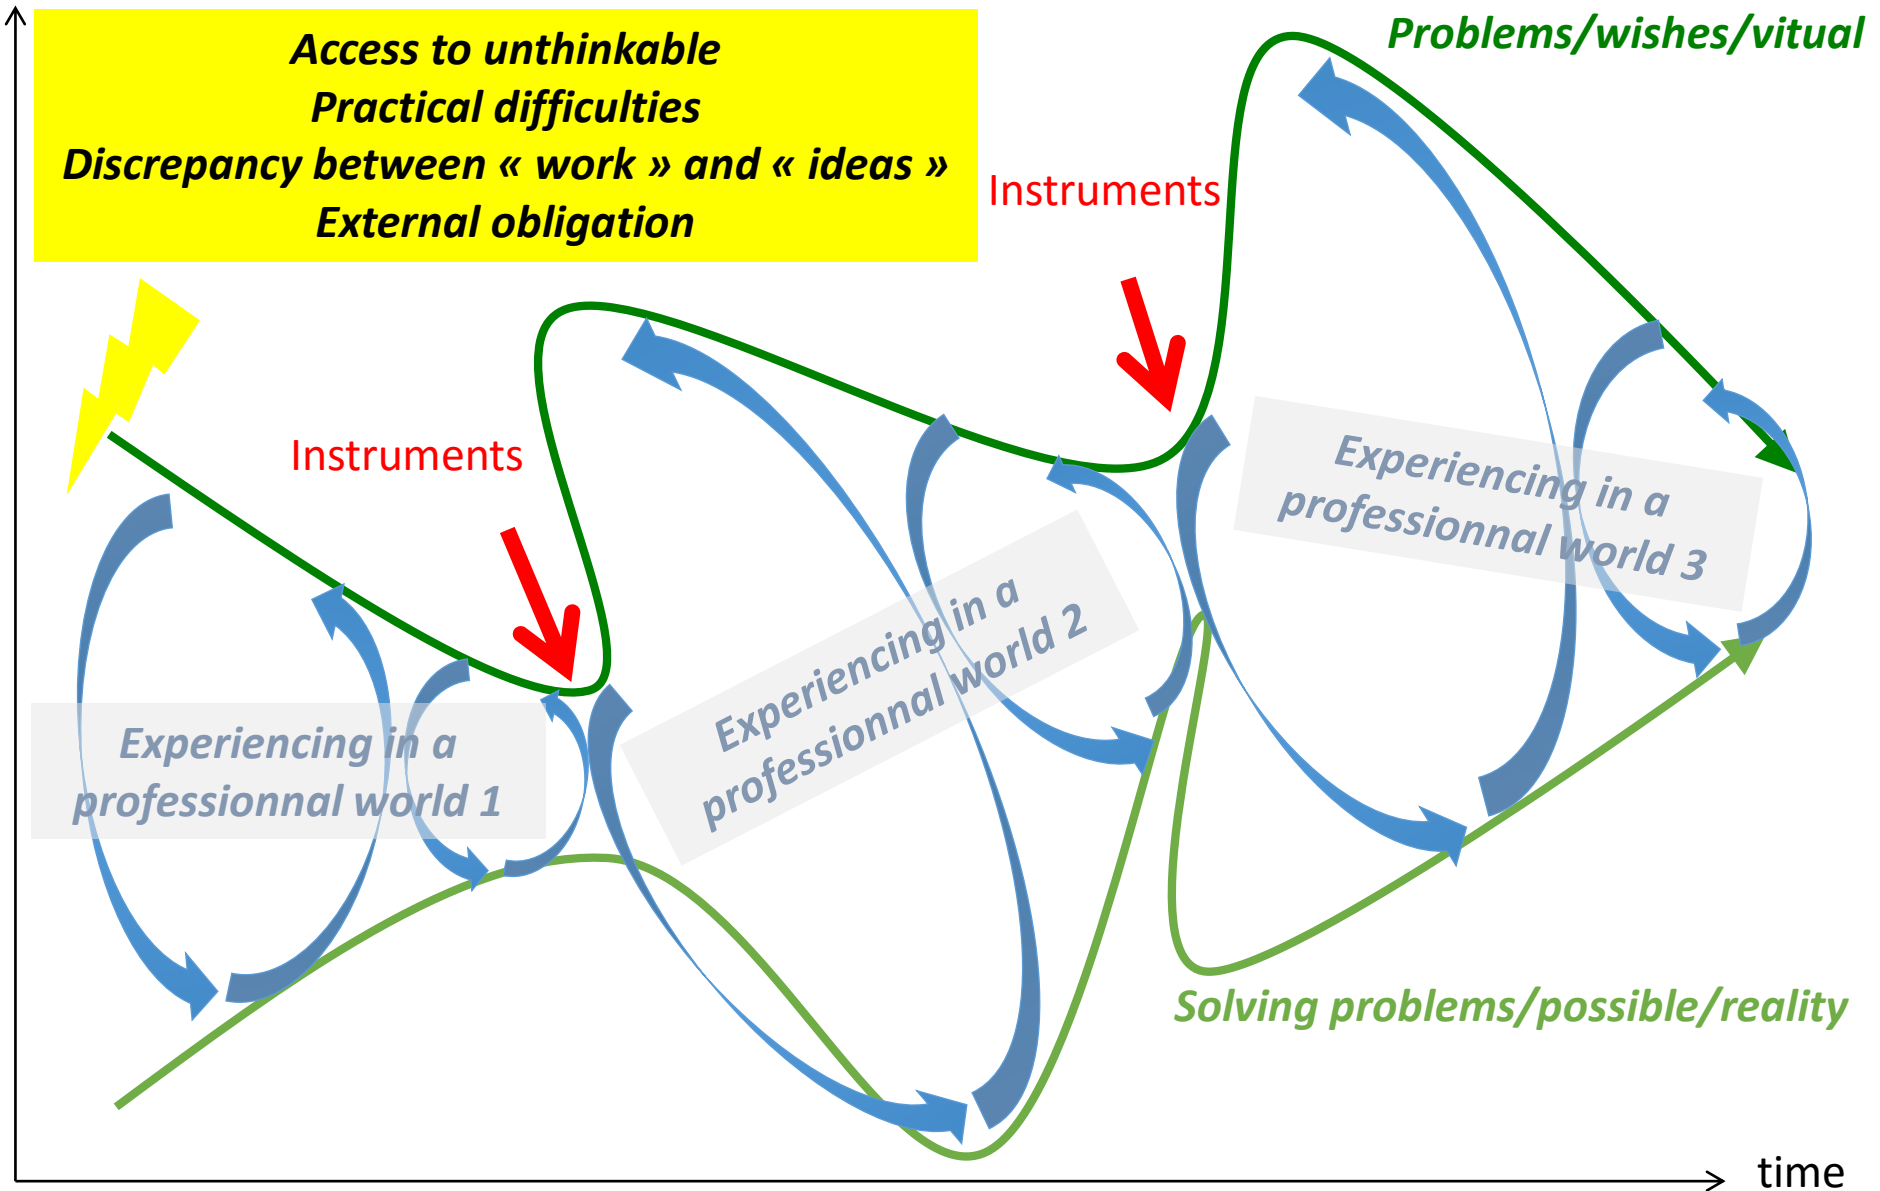 Access to unthinkable
Practical difficulties
Discrepancy between « work » and « ideas »
External obligation
Problems/wishes/vitual
Instruments
Instruments
Experiencing in a
professionnal world 1
Experiencing in a
professionnal world 2
Experiencing in a
professionnal world 3
Solving problems/possible/reality
time